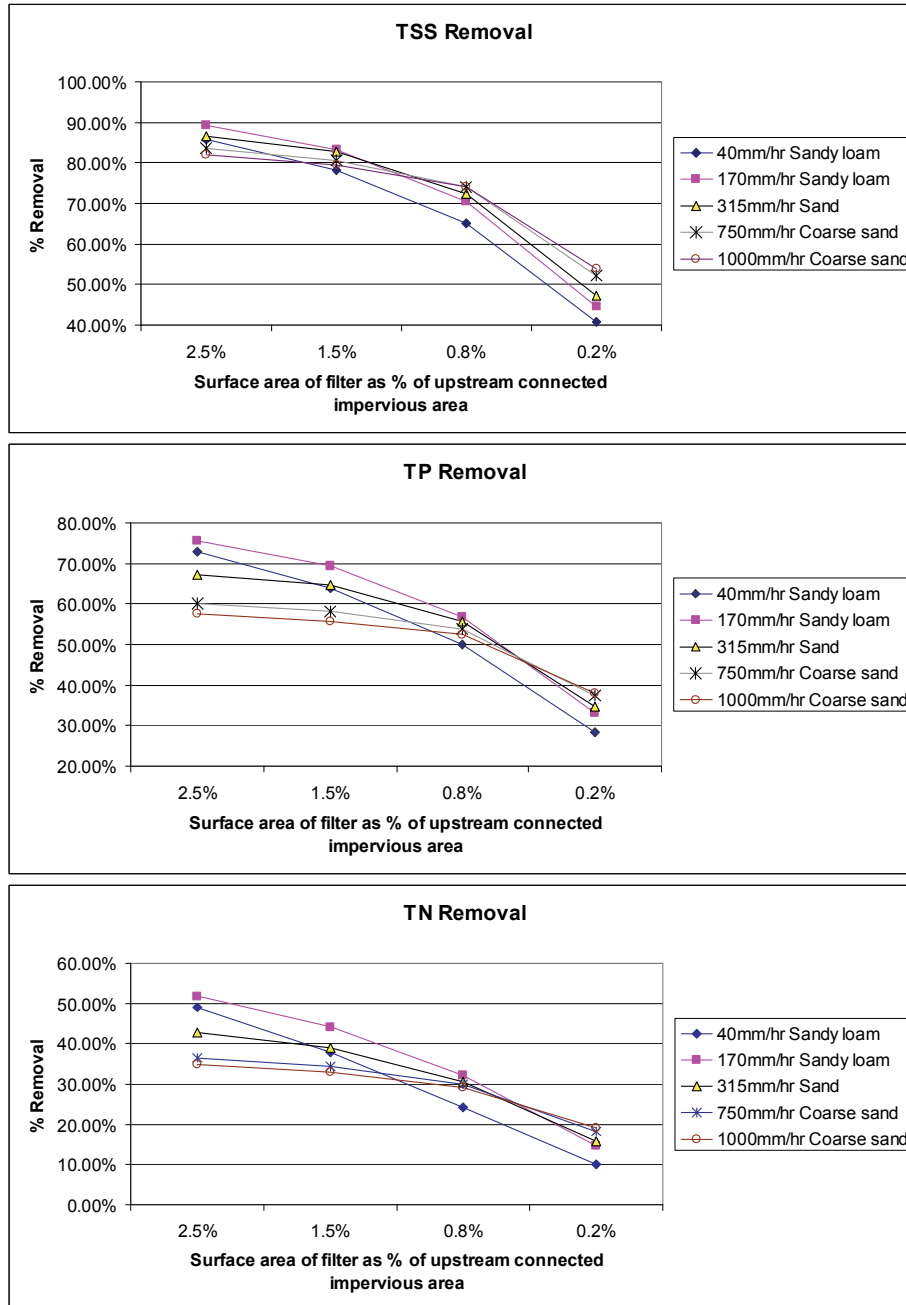 TSS Removal
100.00%
90.00%
80.00%
70.00%
60.00%
50.00%
40.00%
% Removal
2.5% 1.5% 0.8% 0.2%
Surface area of filter as % of upstream connected
impervious area
40mm/hr Sandy loam
170mm/hr Sandy loam
315mm/hr Sand
750mm/hr Coarse sand
1000mm/hr Coarse sand
TP Removal
80.00%
70.00%
60.00%
50.00%
40.00%
30.00%
20.00%
% Removal
2.5% 1.5% 0.8% 0.2%
Surface area of filter as % of upstream connected
impervious area
40mm/hr Sandy loam
170mm/hr Sandy loam
315mm/hr Sand
750mm/hr Coarse sand
1000mm/hr Coarse sand
TN Removal
60.00%
50.00%
40.00%
30.00%
20.00%
10.00%
0.00%
% Removal
2.5% 1.5% 0.8% 0.2%
Surface area of filter as % of upstream connected
impervious area
40mm/hr Sandy loam
170mm/hr Sandy loam
315mm/hr Sand
750mm/hr Coarse sand
1000mm/hr Coarse sand